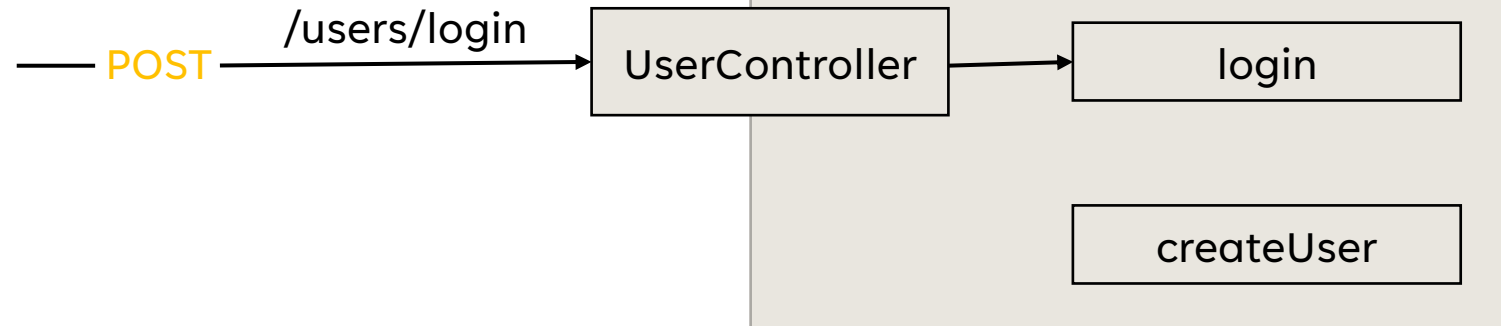 /users/login
POST
UserController
login
createUser